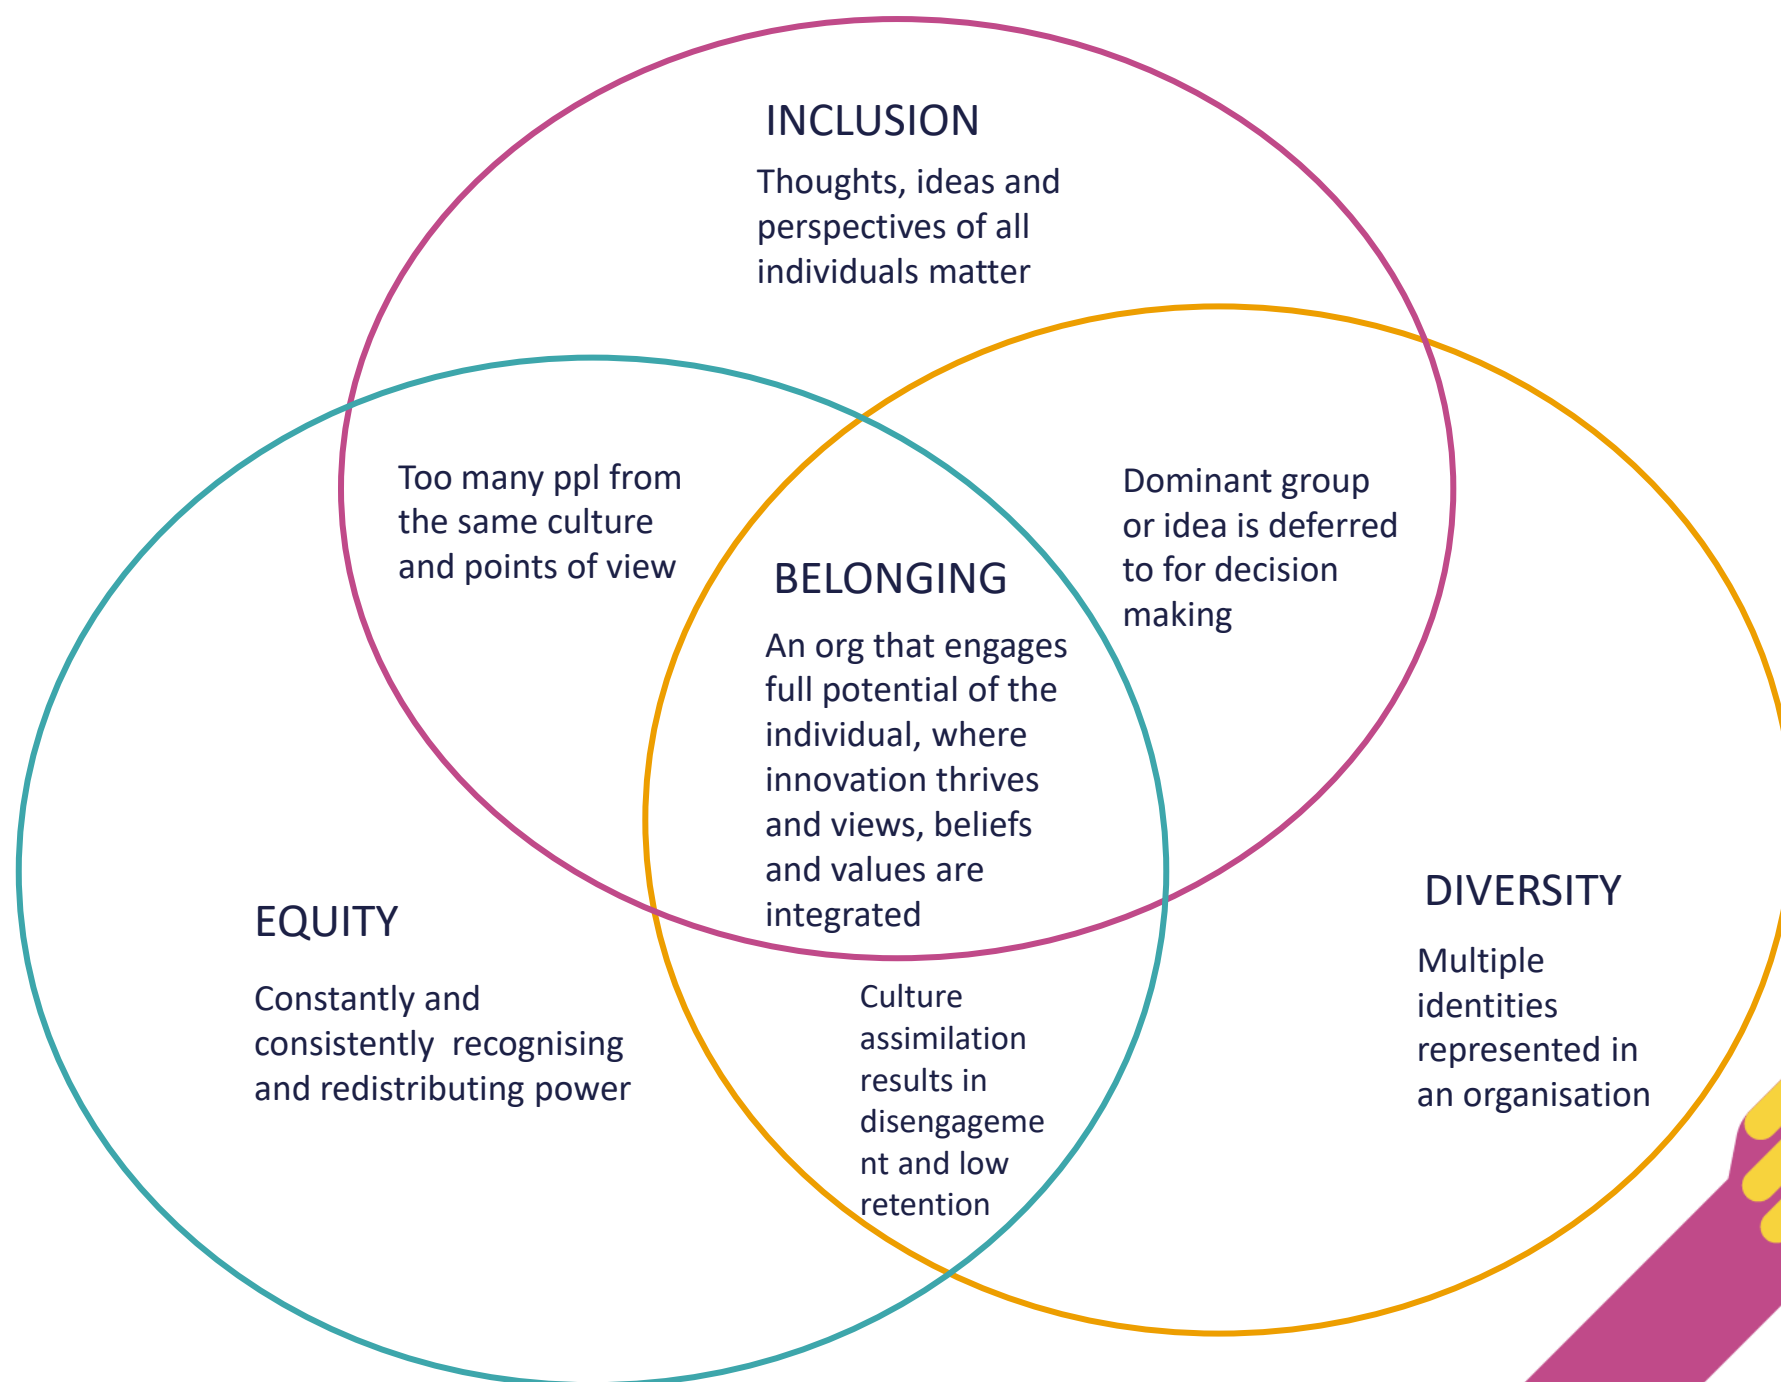 INCLUSION
Thoughts, ideas and
perspectives of all
individuals matter
Too many ppl from
the same culture
and points of view
Dominant group
or idea is deferred
to for decision
making
BELONGING
An org that engages
full potential of the
individual, where
innovation thrives
and views, beliefs
and values are
integrated
EQUITY
Constantly and
consistently  recognising
and redistributing power
DIVERSITY
Multiple
identities
represented in
an organisation
Culture
assimilation
results in
disengageme
nt and low
retention